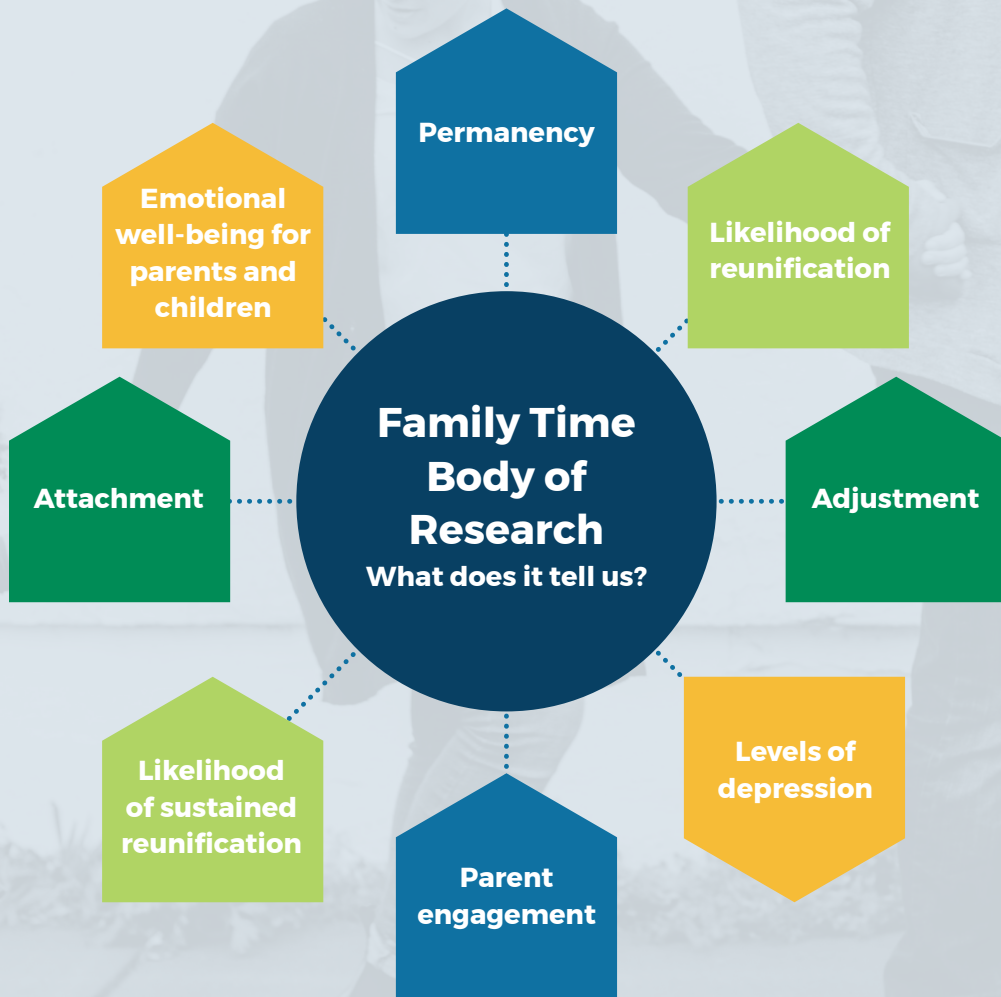 Permanency
Emotional
well-being for
parents and
children
Likelihood of
reunification
Family Time
Body of
Research
What does it tell us?
Attachment
Adjustment
Likelihood
of sustained
reunification
Levels of
depression
Parent
engagement